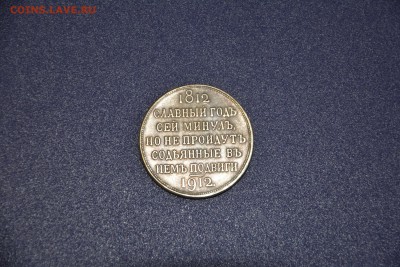 COINS.LAVE.RU
1812
СЛАВНЫЙ ГОДЪ
СЕЙ МИНУЛЪ,
НО НЕ ПРОЙДУТЪ
СОДѢЯННЫЕ ВЪ
НЕМЪ ПОДВИГИ
1912